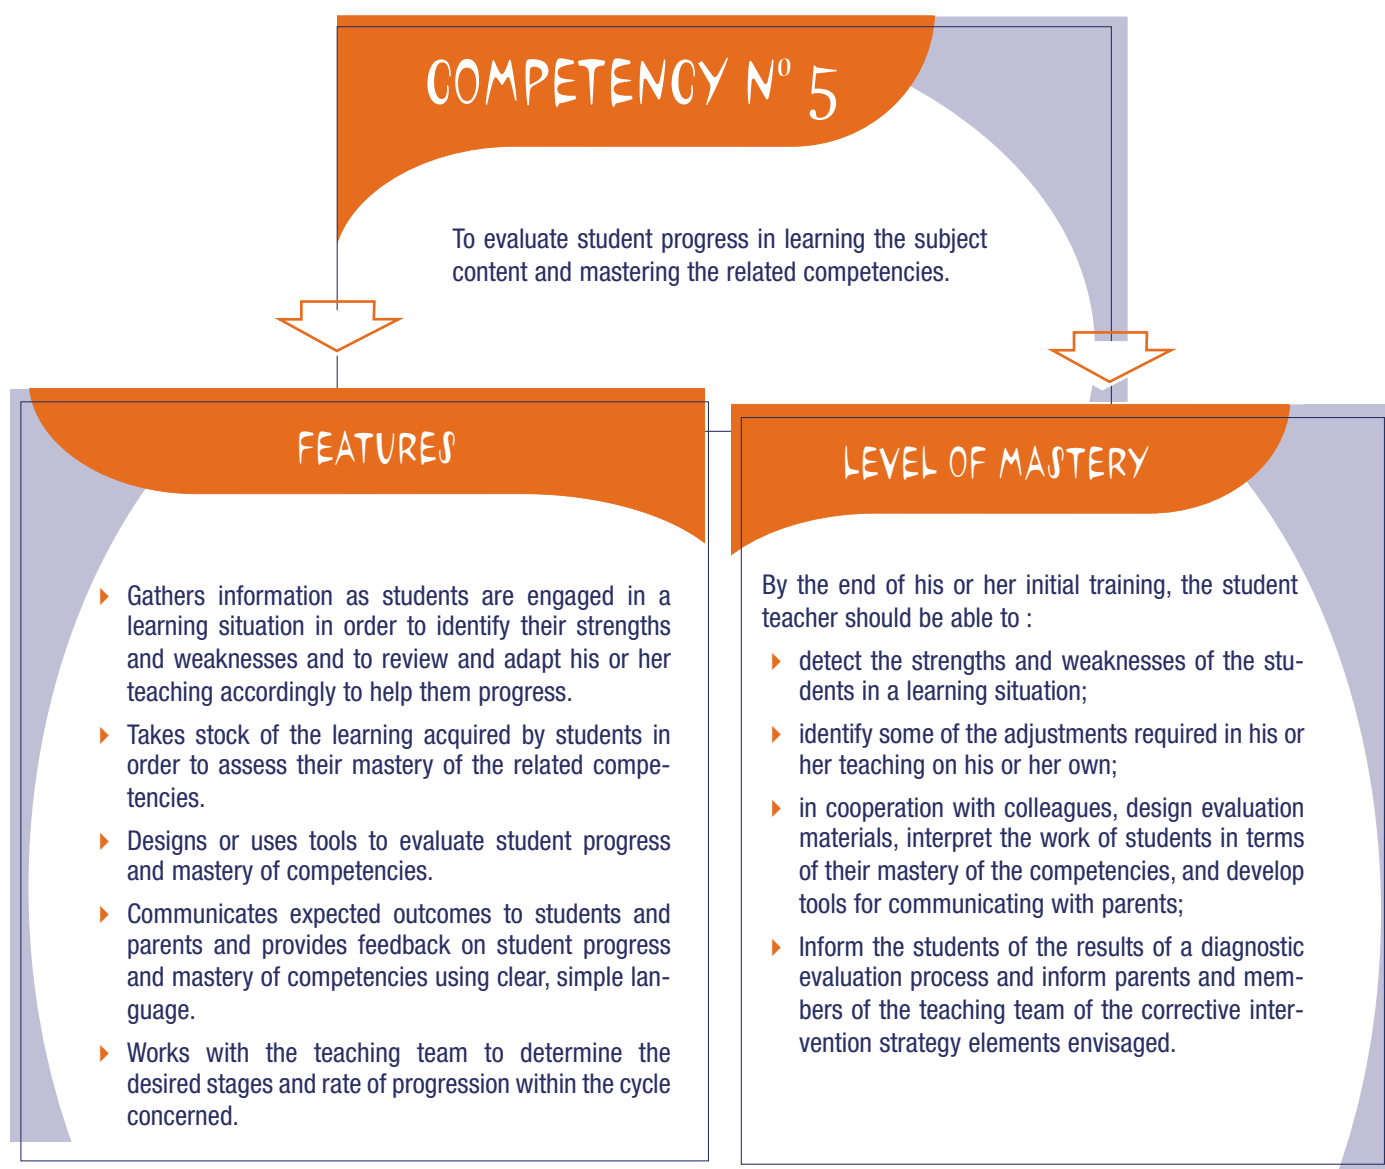 COMPETENCY Nº 5
To evaluate student progress in learning the subject
content and mastering the related competencies.
FEATURES
Gathers information as students are engaged in a
learning situation in order to identify their strengths
and weaknesses and to review and adapt his or her
teaching accordingly to help them progress.
Takes stock of the learning acquired by students in
order to assess their mastery of the related compe-
tencies.
Designs or uses tools to evaluate student progress
and mastery of competencies.
Communicates expected outcomes to students and
parents and provides feedback on student progress
and mastery of competencies using clear, simple lan-
guage.
Works with the teaching team to determine the
desired stages and rate of progression within the cycle
concerned.
LEVEL OF MASTERY
By the end of his or her initial training, the student
teacher should be able to :
detect the strengths and weaknesses of the stu-
dents in a learning situation;
identify some of the adjustments required in his or
her teaching on his or her own;
in cooperation with colleagues, design evaluation
materials, interpret the work of students in terms
of their mastery of the competencies, and develop
tools for communicating with parents;
Inform the students of the results of a diagnostic
evaluation process and inform parents and mem-
bers of the teaching team of the corrective inter-
vention strategy elements envisaged.